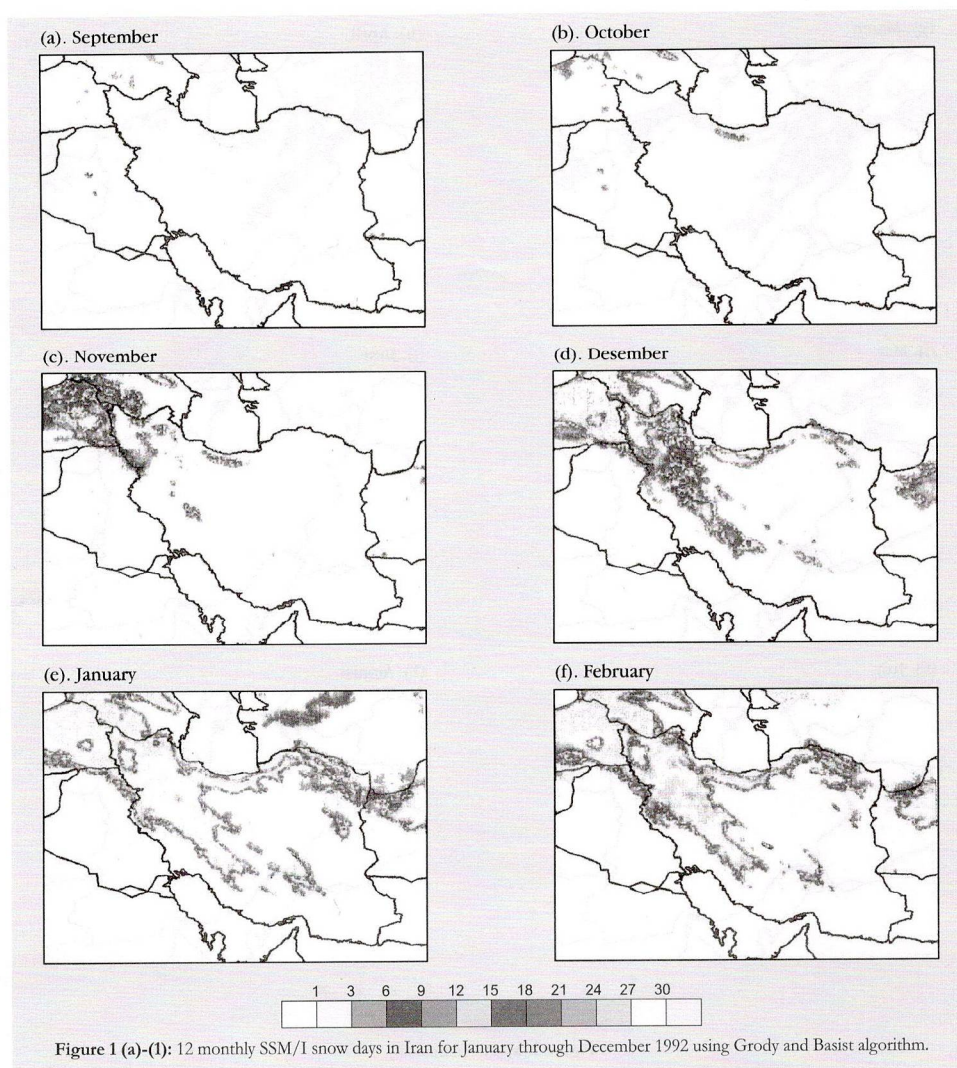 (a). September
(b). October
(c). November
(d). Desember
(e). January
(f). February
1 3 6 9 12 15 18 21 24 27 30
Figure 1 (a)-(1): 12 monthly SSM/I snow days in Iran for January through December 1992 using Grody and Basist algorithm.